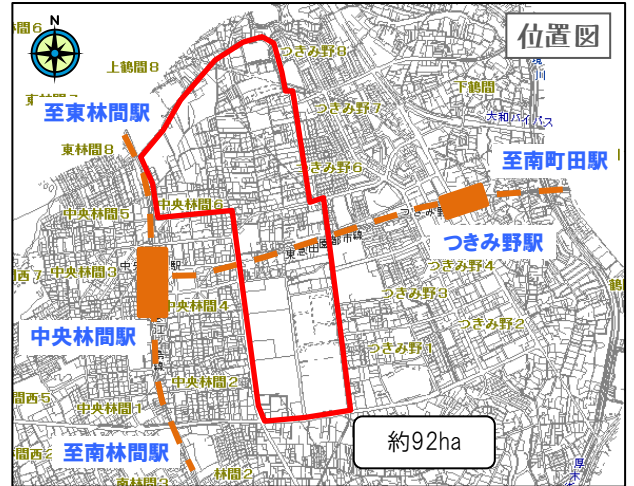 位置図
上鶴間8
つきみ野8
下鶴間
大和バイパス
つきみ野7
至東林間駅
東林間8
つきみ野6
至南町田駅
中央林間5
中央林間6
東急田園都市線
つきみ野駅
つきみ野4
中央林間3
中央林間4
つきみ野3
中央林間駅
つきみ野2
つきみ野1
中央林間2
中央林間1
約92ha
至南林間駅
林間2
南林間3